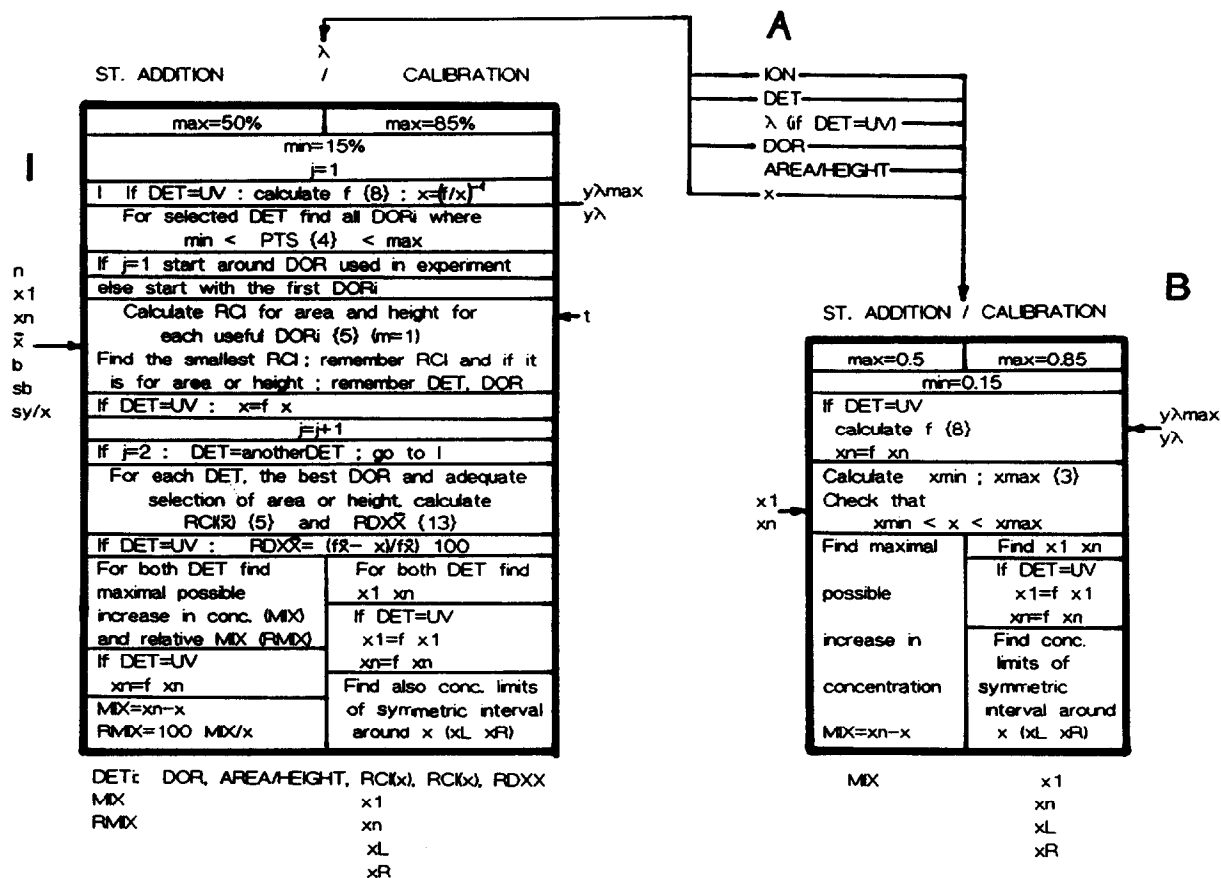 A
λ
ST. ADDITION / CALIBRATION
ION
DET
λ (if DET=UV)
DOR
AREA/HEIGHT
x
I
max=50% max=85%
min=15%
j=1
I If DET=UV : calculate f {8} ; x=(f/x)⁻¹
For selected DET find all DORi where
min < PTS {4} < max
If j=1 start around DOR used in experiment
else start with the first DORi
Calculate RCI for area and height for
each useful DORi {5} (m=1)
Find the smallest RCI ; remember RCI and if it
is for area or height ; remember DET, DOR
If DET=UV : x=f x
j=j+1
If j=2 : DET=anotherDET ; go to I
For each DET, the best DOR and adequate
selection of area or height, calculate
RCI(x̄) {5} and RDXX̄ {13}
If DET=UV : RDXX̄= (fx̄- x)/fx̄) 100
For both DET find
maximal possible
increase in conc. (MIX)
and relative MIX (RMIX)
If DET=UV
xn=f xn
MIX=xn-x
RMIX=100 MIX/x
For both DET find
x1 xn
If DET=UV
x1=f x1
xn=f xn
Find also conc. limits
of symmetric interval
around x (xL xR)
yλmax
yλ
t
n
x1
xn
x̄
b
sb
sy/x
DETi: DOR, AREA/HEIGHT, RCI(x), RCI(x), RDXX
MIX
RMIX
x1
xn
xL
xR
B
ST. ADDITION / CALIBRATION
max=0.5 max=0.85
min=0.15
If DET=UV
calculate f {8}
xn=f xn
Calculate xmin ; xmax {3}
Check that
xmin < x < xmax
Find maximal
possible
increase in
concentration
MIX=xn-x
Find x1 xn
If DET=UV
x1=f x1
xn=f xn
Find conc.
limits of
symmetric
interval around
x (xL xR)
yλmax
yλ
x1
xn
MIX
x1
xn
xL
xR